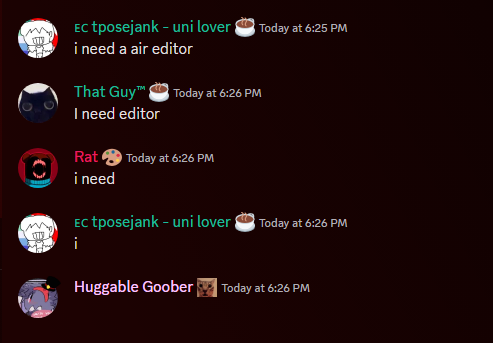 EC tposejank - uni lover Today at 6:25 PM
i need a air editor
That Guy™ Today at 6:26 PM
I need editor
Rat Today at 6:26 PM
i need
EC tposejank - uni lover Today at 6:26 PM
i
Huggable Goober Today at 6:26 PM